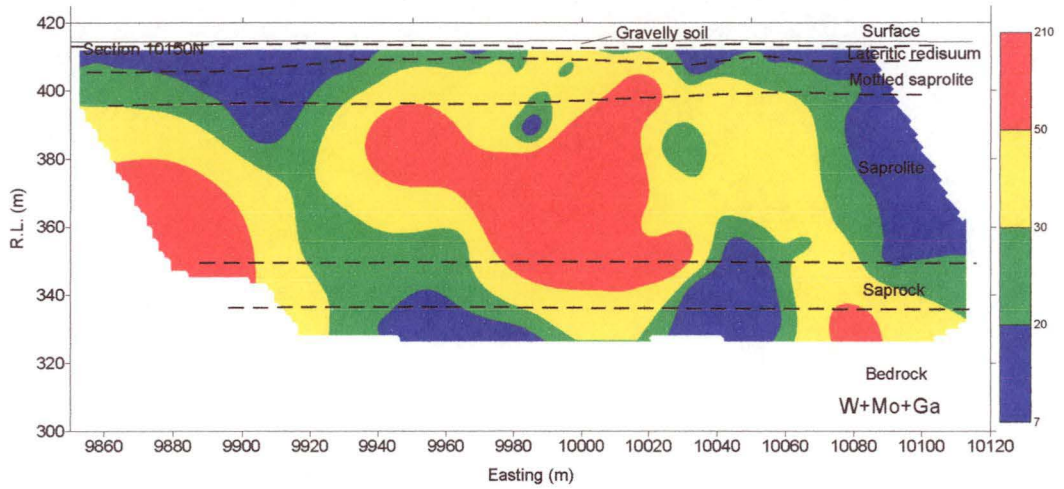 420
410
400
380
360
340
320
300
R.L. (m)
Section 10150N
Gravelly soil
Surface
Lateritic redisuum
Mottled saprolite
Saprolite
Saprock
Bedrock
W+Mo+Ga
210
50
30
20
7
9860 9880 9900 9920 9940 9960 9980 10000 10020 10040 10060 10080 10100 10120
Easting (m)